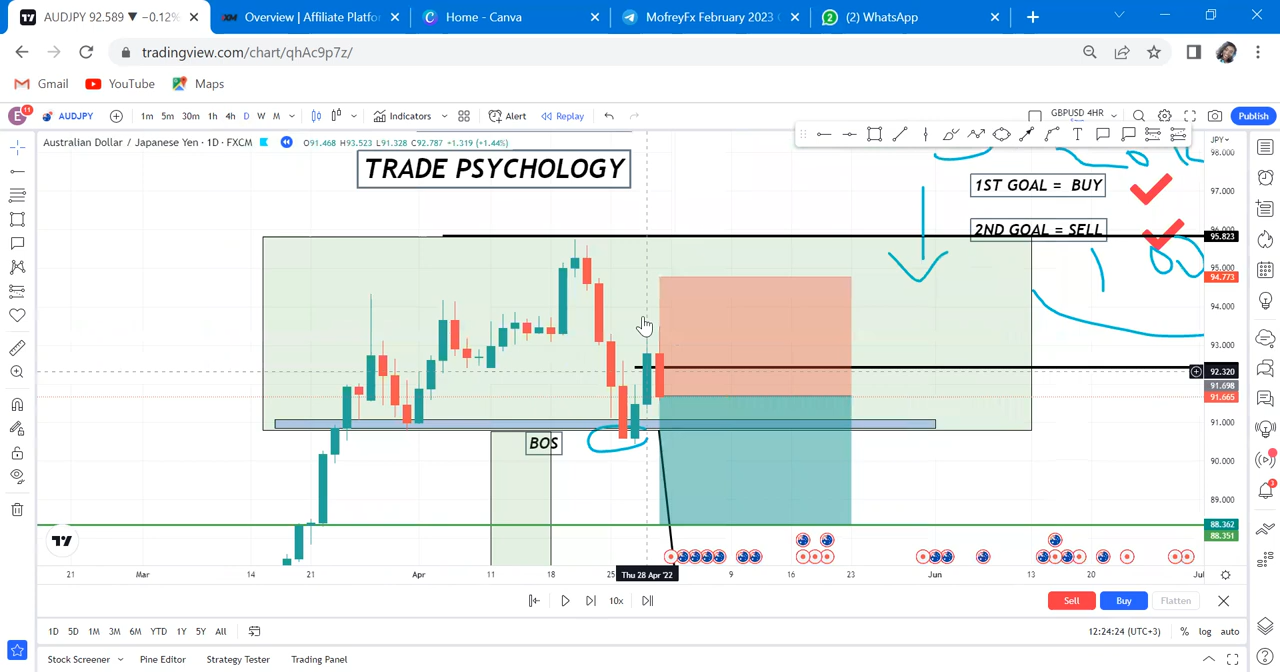 AUDJPY 92.589 ▼ −0.12%
Overview | Affiliate Platfo
Home - Canva
MofreyFx February 2023
(2) WhatsApp
tradingview.com/chart/qhAc9p7z/
Gmail
YouTube
Maps
E
11
AUDJPY
1m 5m 30m 1h 4h D W M
Indicators
Alert
Replay
GBPUSD 4HR
Publish
Australian Dollar / Japanese Yen · 1D · FXCM
O91.468 H93.523 L91.328 C92.787 +1.319 (+1.44%)
JPY
TRADE PSYCHOLOGY
1ST GOAL = BUY
2ND GOAL = SELL
BOS
98.000
97.000
96.000
95.823
95.000
94.773
94.000
93.000
92.320
91.698
91.665
91.000
90.000
89.000
88.362
88.351
21 Mar 14 21 Apr 11 18 25 Thu 28 Apr '22 9 16 23 Jun 13 20 Jul
10x
Sell
Buy
Flatten
1D 5D 1M 3M 6M YTD 1Y 5Y All
12:24:24 (UTC+3)
% log auto
Stock Screener
Pine Editor
Strategy Tester
Trading Panel